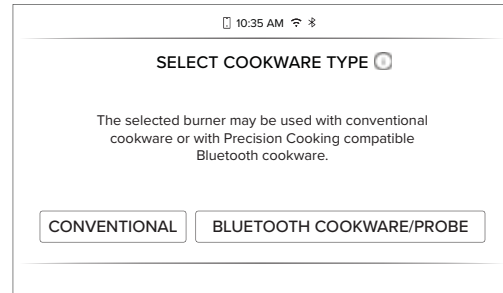 10:35 AM
SELECT COOKWARE TYPE
The selected burner may be used with conventional
cookware or with Precision Cooking compatible
Bluetooth cookware.
CONVENTIONAL
BLUETOOTH COOKWARE/PROBE